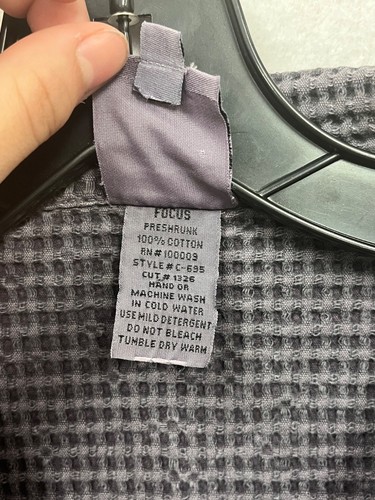 FOCUS
PRESHRUNK
100% COTTON
RN # 100009
STYLE # C-695
CUT # 1326
HAND OR
MACHINE WASH
IN COLD WATER
USE MILD DETERGENT
DO NOT BLEACH
TUMBLE DRY WARM